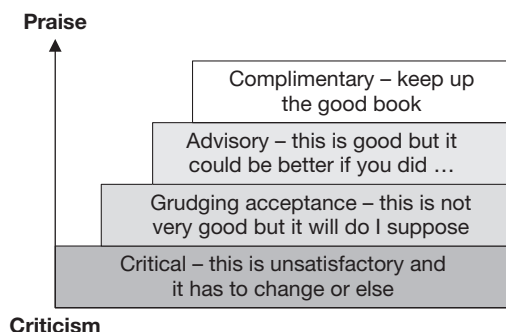 Praise
Complimentary – keep up
the good book
Advisory – this is good but it
could be better if you did …
Grudging acceptance – this is not
very good but it will do I suppose
Critical – this is unsatisfactory and
it has to change or else
Criticism